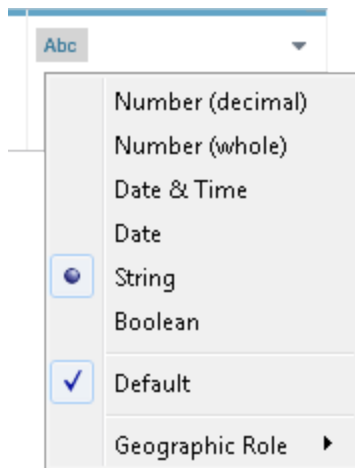 Abc
Number (decimal)
Number (whole)
Date & Time
Date
String
Boolean
Default
Geographic Role